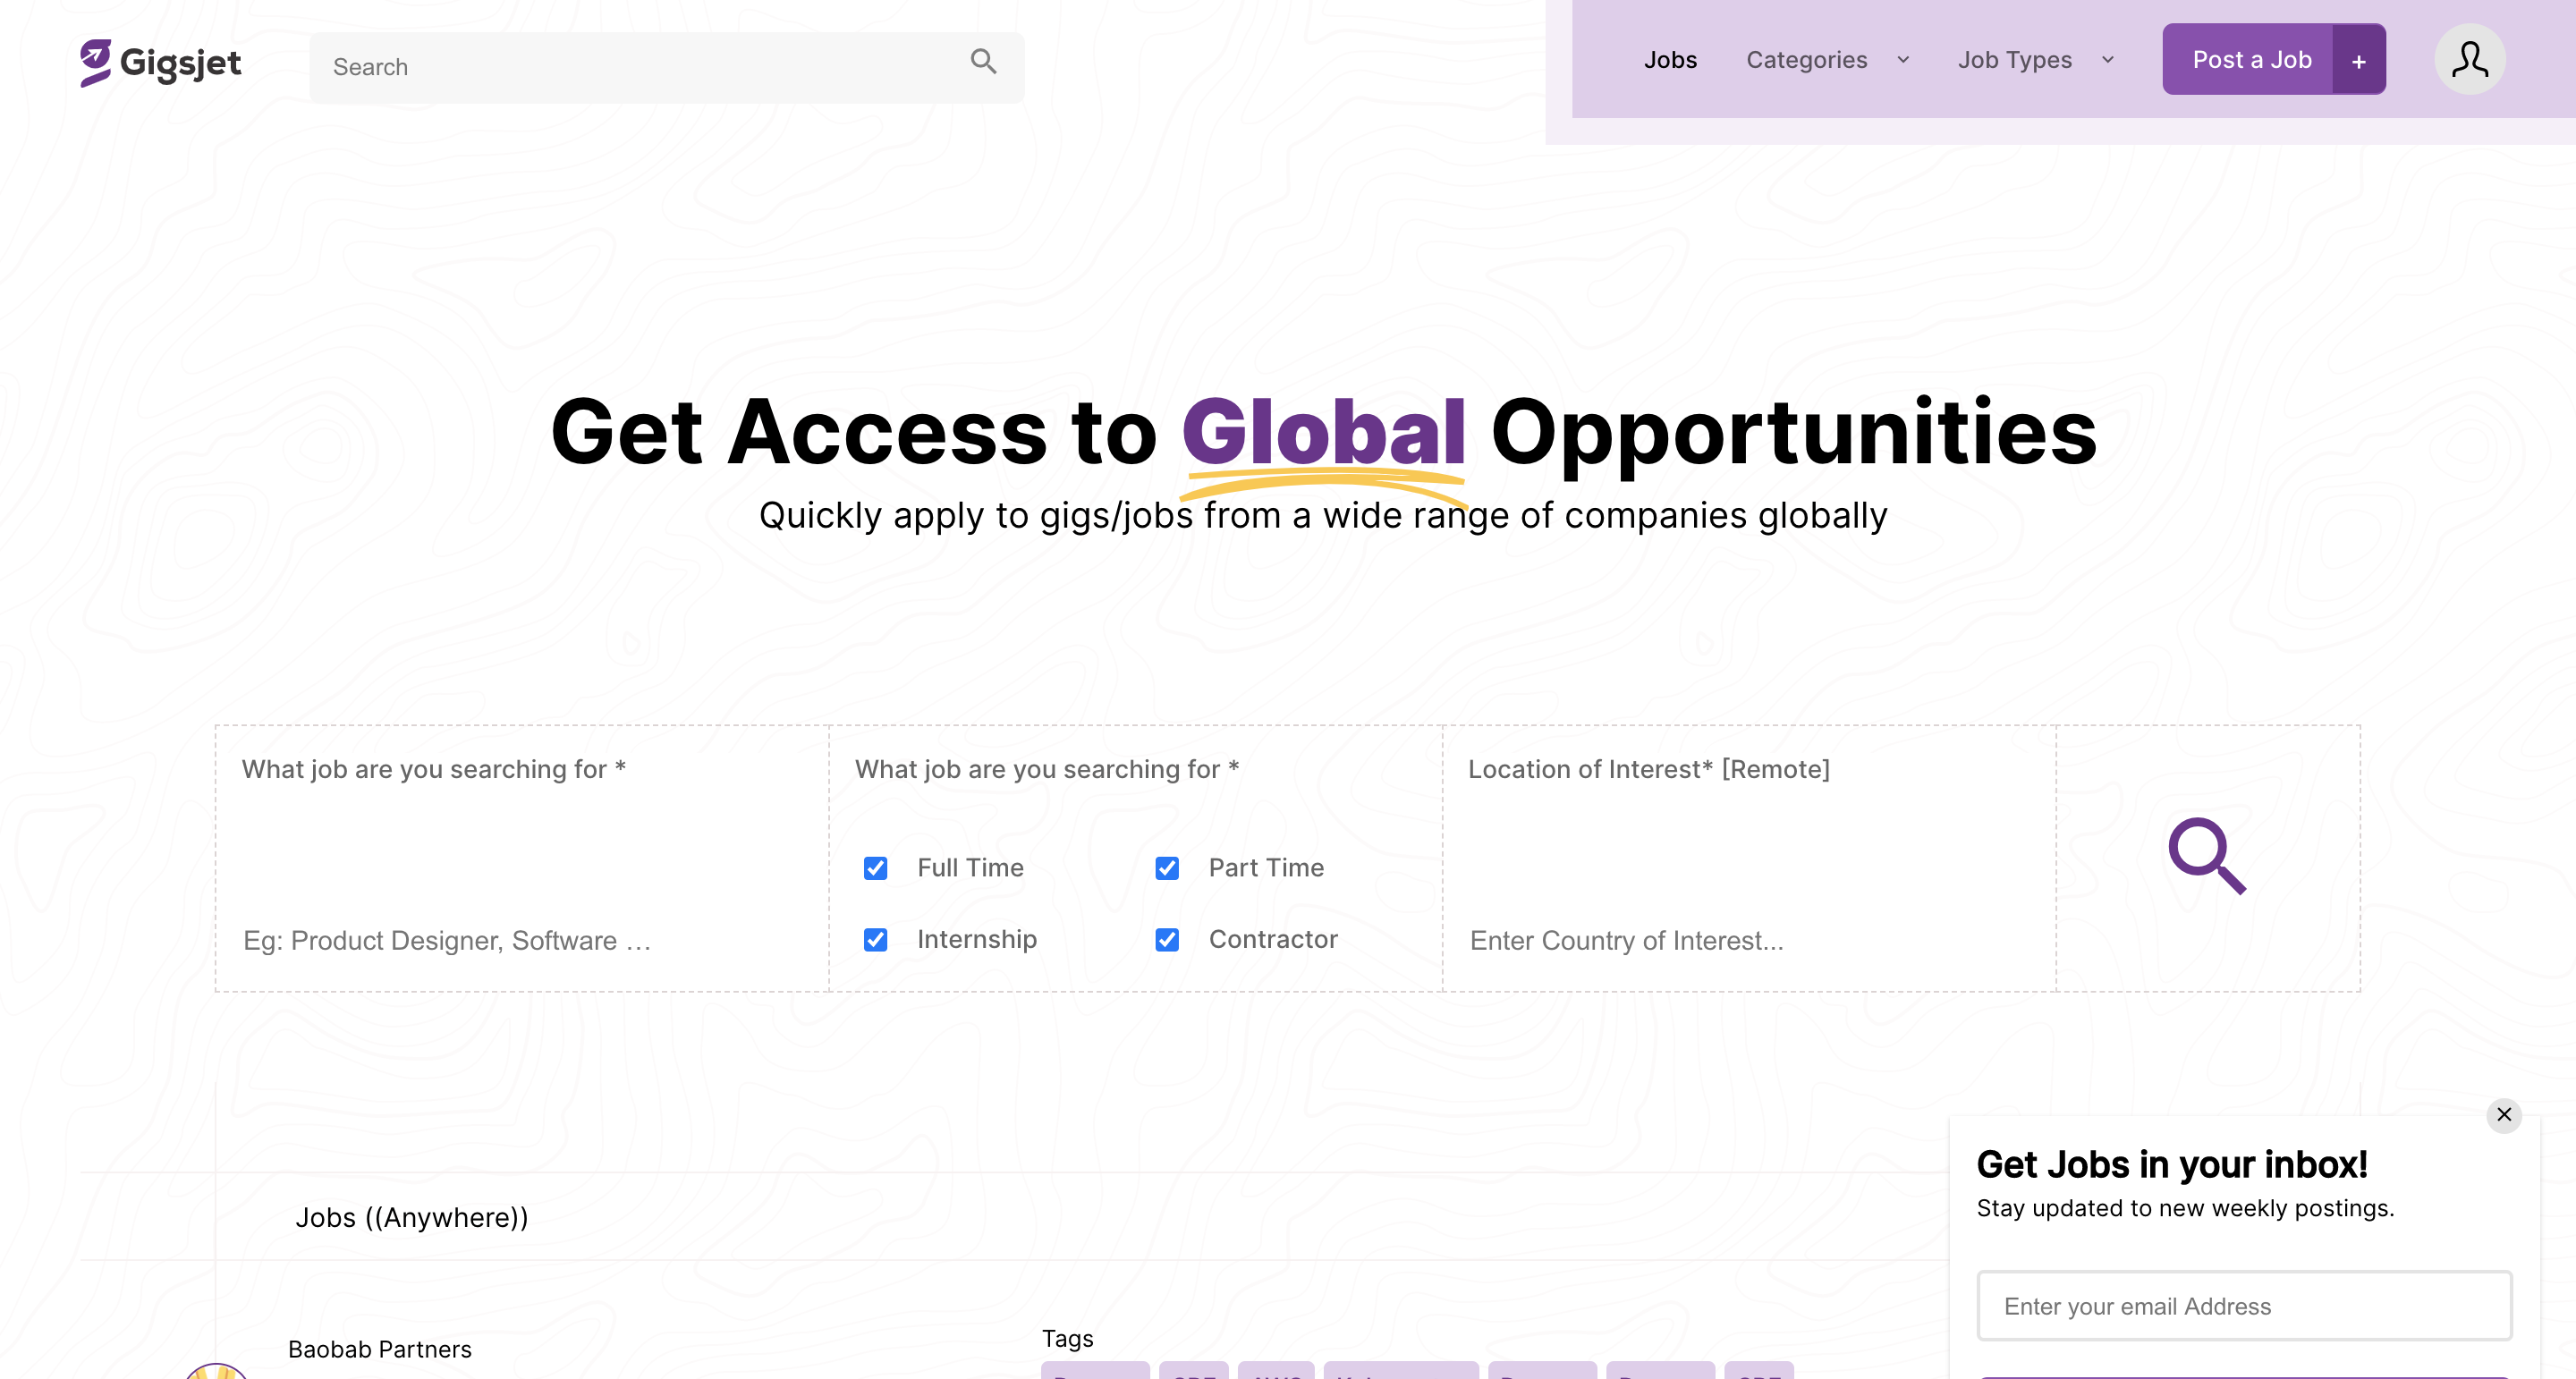 Gigsjet
Search
Jobs
Categories
Job Types
Post a Job +
Get Access to Global Opportunities
Quickly apply to gigs/jobs from a wide range of companies globally
What job are you searching for *
Eg: Product Designer, Software …
What job are you searching for *
Full Time
Part Time
Internship
Contractor
Location of Interest* [Remote]
Enter Country of Interest...
Jobs ((Anywhere))
Baobab Partners
Tags
Get Jobs in your inbox!
Stay updated to new weekly postings.
Enter your email Address